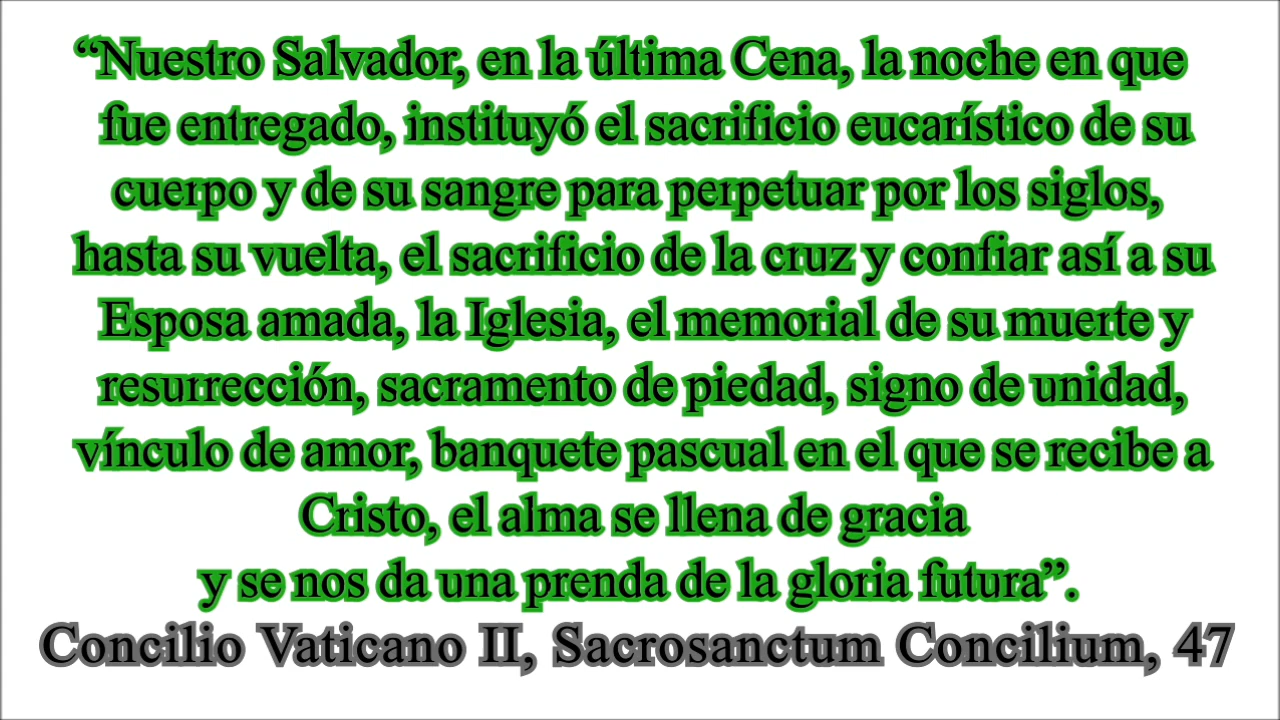 “Nuestro Salvador, en la última Cena, la noche en que
fue entregado, instituyó el sacrificio eucarístico de su
cuerpo y de su sangre para perpetuar por los siglos,
hasta su vuelta, el sacrificio de la cruz y confiar así a su
Esposa amada, la Iglesia, el memorial de su muerte y
resurrección, sacramento de piedad, signo de unidad,
vínculo de amor, banquete pascual en el que se recibe a
Cristo, el alma se llena de gracia
y se nos da una prenda de la gloria futura”.
Concilio Vaticano II, Sacrosanctum Concilium, 47